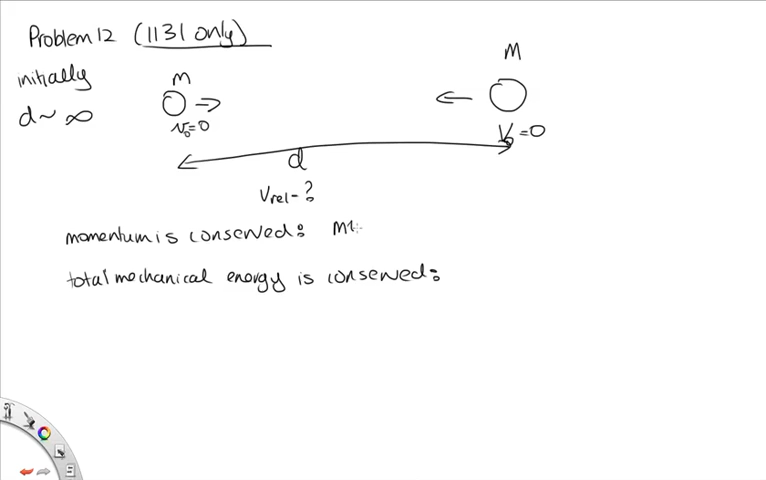 Problem 12 (1131 only)
initially
d ~ ∞
m
v₀=0
M
V₀=0
d
Vrel-?
momentum is conserved:
total mechanical energy is conserved: